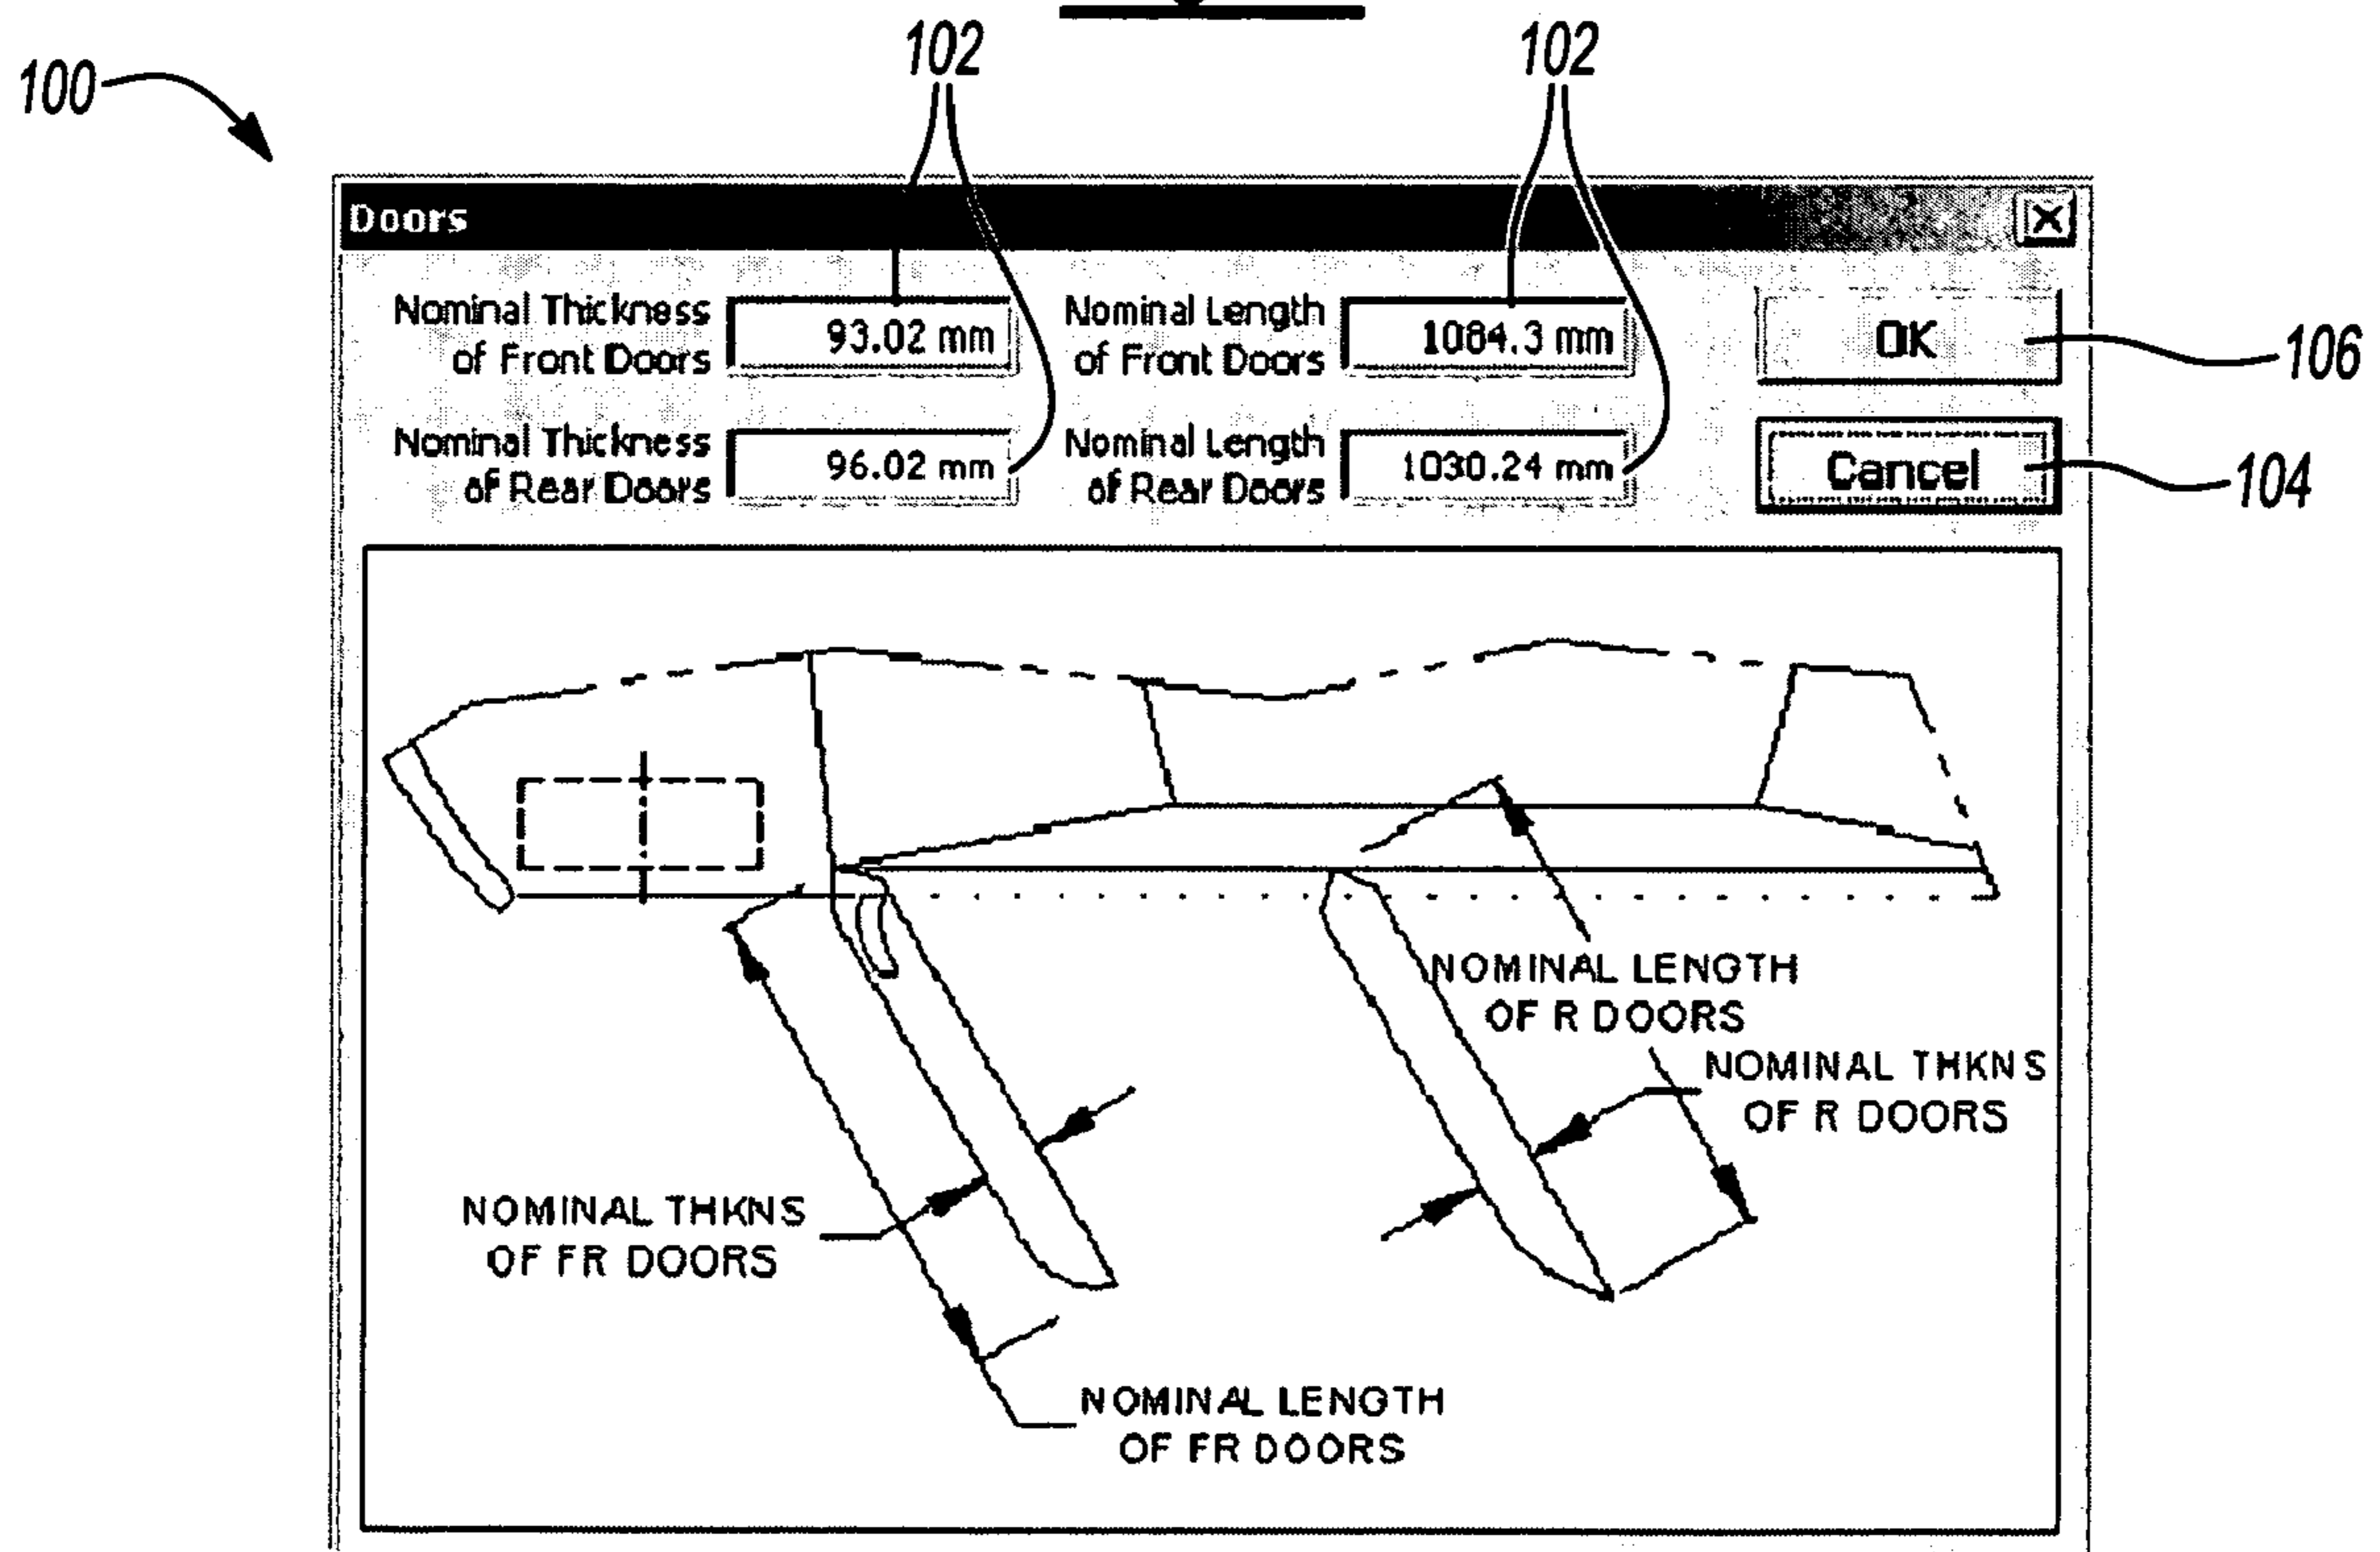 102
102
100
Doors
Nominal Thickness
of Front Doors
93.02 mm
Nominal Length
of Front Doors
1084.3 mm
OK
106
Nominal Thickness
of Rear Doors
96.02 mm
Nominal Length
of Rear Doors
1030.24 mm
Cancel
104
NOMINAL LENGTH
OF R DOORS
NOMINAL THKNS
OF R DOORS
NOMINAL THKNS
OF FR DOORS
NOMINAL LENGTH
OF FR DOORS